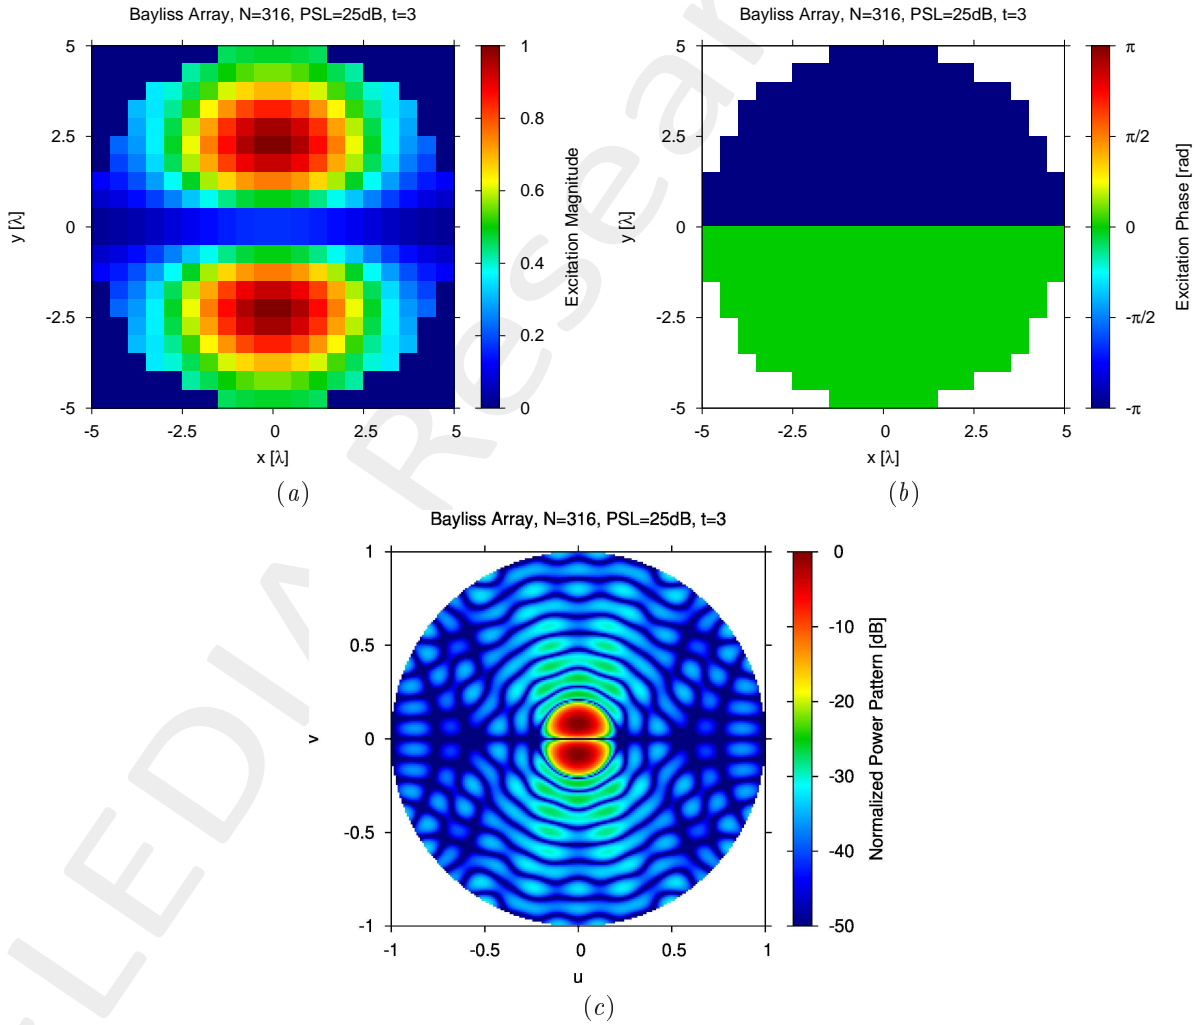 Bayliss Array, N=316, PSL=25dB, t=3
5
2.5
0
-2.5
-5
y [λ]
-5 -2.5 0 2.5 5
x [λ]
1
0.8
0.6
0.4
0.2
0
Excitation Magnitude
(a)
Bayliss Array, N=316, PSL=25dB, t=3
5
2.5
0
-2.5
-5
y [λ]
-5 -2.5 0 2.5 5
x [λ]
π
π/2
0
-π/2
-π
Excitation Phase [rad]
(b)
Bayliss Array, N=316, PSL=25dB, t=3
1
0.5
0
-0.5
-1
v
-1 -0.5 0 0.5 1
u
0
-10
-20
-30
-40
-50
Normalized Power Pattern [dB]
(c)